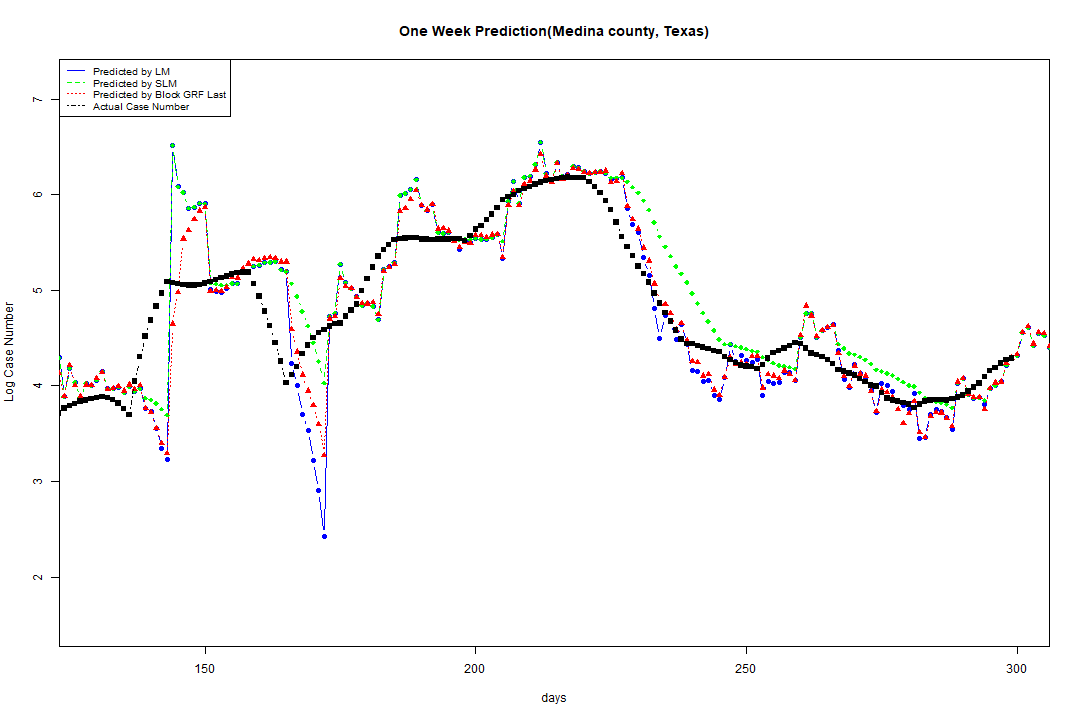 One Week Prediction(Medina county, Texas)
Predicted by LM
Predicted by SLM
Predicted by Block GRF Last
Actual Case Number
Log Case Number
7
6
5
4
3
2
150
200
250
300
days